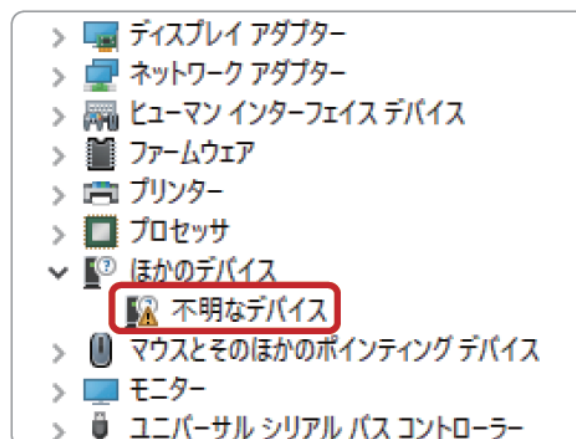 ディスプレイ アダプター
ネットワーク アダプター
ヒューマン インターフェイス デバイス
ファームウェア
プリンター
プロセッサ
ほかのデバイス
不明なデバイス
マウスとそのほかのポインティング デバイス
モニター
ユニバーサル シリアル バス コントローラー